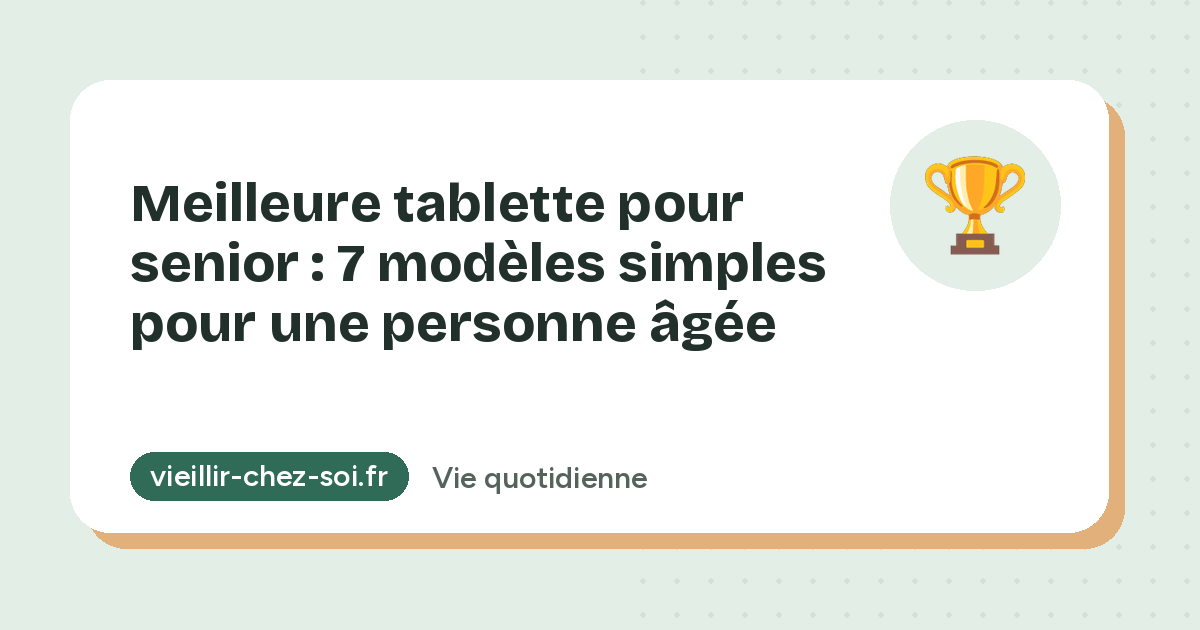 Meilleure tablette pour
senior : 7 modèles simples
pour une personne âgée
vieillir-chez-soi.fr
Vie quotidienne